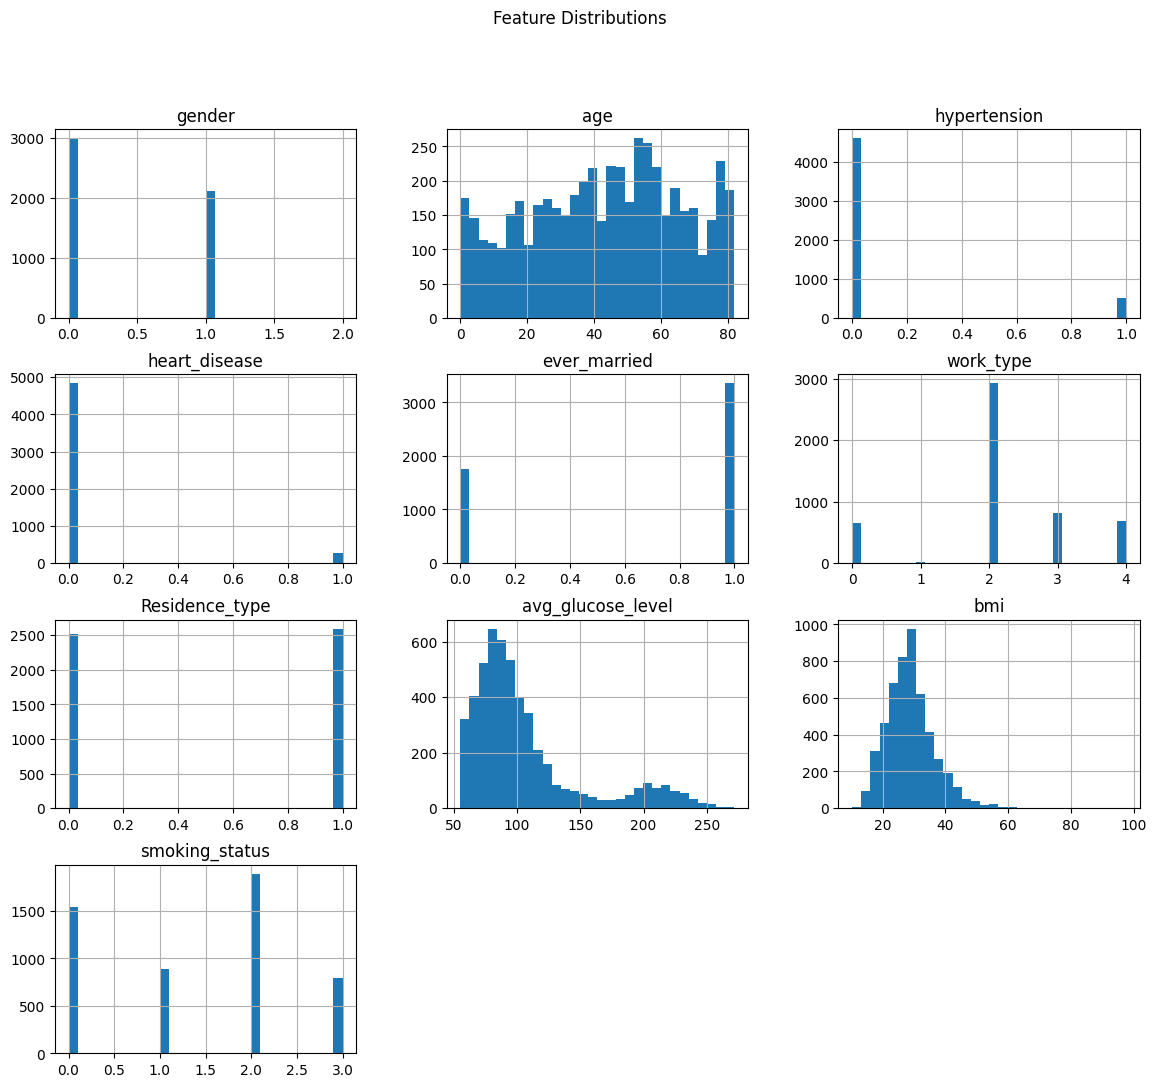 Feature Distributions
gender
3000
2000
1000
0
0.0 0.5 1.0 1.5 2.0
age
250
200
150
100
50
0
0 20 40 60 80
hypertension
4000
3000
2000
1000
0
0.0 0.2 0.4 0.6 0.8 1.0
heart_disease
5000
4000
3000
2000
1000
0
0.0 0.2 0.4 0.6 0.8 1.0
ever_married
3000
2000
1000
0
0.0 0.2 0.4 0.6 0.8 1.0
work_type
3000
2000
1000
0
0 1 2 3 4
Residence_type
2500
2000
1500
1000
500
0
0.0 0.2 0.4 0.6 0.8 1.0
avg_glucose_level
600
400
200
0
50 100 150 200 250
bmi
1000
800
600
400
200
0
20 40 60 80 100
smoking_status
1500
1000
500
0
0.0 0.5 1.0 1.5 2.0 2.5 3.0